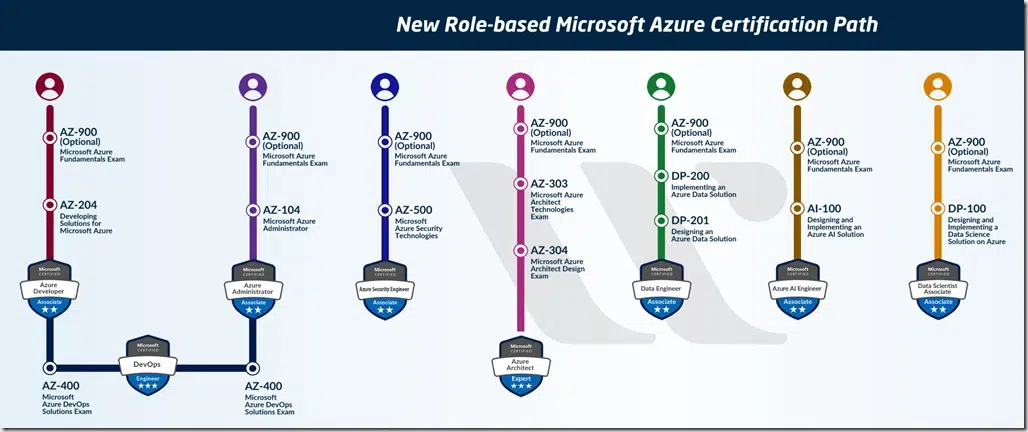 New Role-based Microsoft Azure Certification Path
AZ-900
(Optional)
Microsoft Azure
Fundamentals Exam
AZ-204
Developing
Solutions for
Microsoft Azure
Microsoft
CERTIFIED
Azure
Developer
Associate
AZ-900
(Optional)
Microsoft Azure
Fundamentals Exam
AZ-104
Microsoft Azure
Administrator
Microsoft
CERTIFIED
Azure
Administrator
Associate
Microsoft
CERTIFIED
DevOps
Engineer
AZ-400
Microsoft
Azure DevOps
Solutions Exam
AZ-400
Microsoft
Azure DevOps
Solutions Exam
AZ-900
(Optional)
Microsoft Azure
Fundamentals Exam
AZ-500
Microsoft
Azure Security
Technologies
Microsoft
CERTIFIED
Azure Security Engineer
Associate
AZ-900
(Optional)
Microsoft Azure
Fundamentals Exam
AZ-303
Microsoft Azure
Architect
Technologies
Exam
AZ-304
Microsoft Azure
Architect Design
Exam
Microsoft
CERTIFIED
Azure
Architect
Expert
AZ-900
(Optional)
Microsoft Azure
Fundamentals Exam
DP-200
Implementing an
Azure Data Solution
DP-201
Designing an
Azure Data Solution
Microsoft
CERTIFIED
Data Engineer
Associate
AZ-900
(Optional)
Microsoft Azure
Fundamentals Exam
AI-100
Designing and
Implementing an
Azure AI Solution
Microsoft
CERTIFIED
Azure AI Engineer
Associate
AZ-900
(Optional)
Microsoft Azure
Fundamentals Exam
DP-100
Designing and
Implementing a
Data Science
Solution on Azure
Microsoft
CERTIFIED
Data Scientist
Associate
Associate